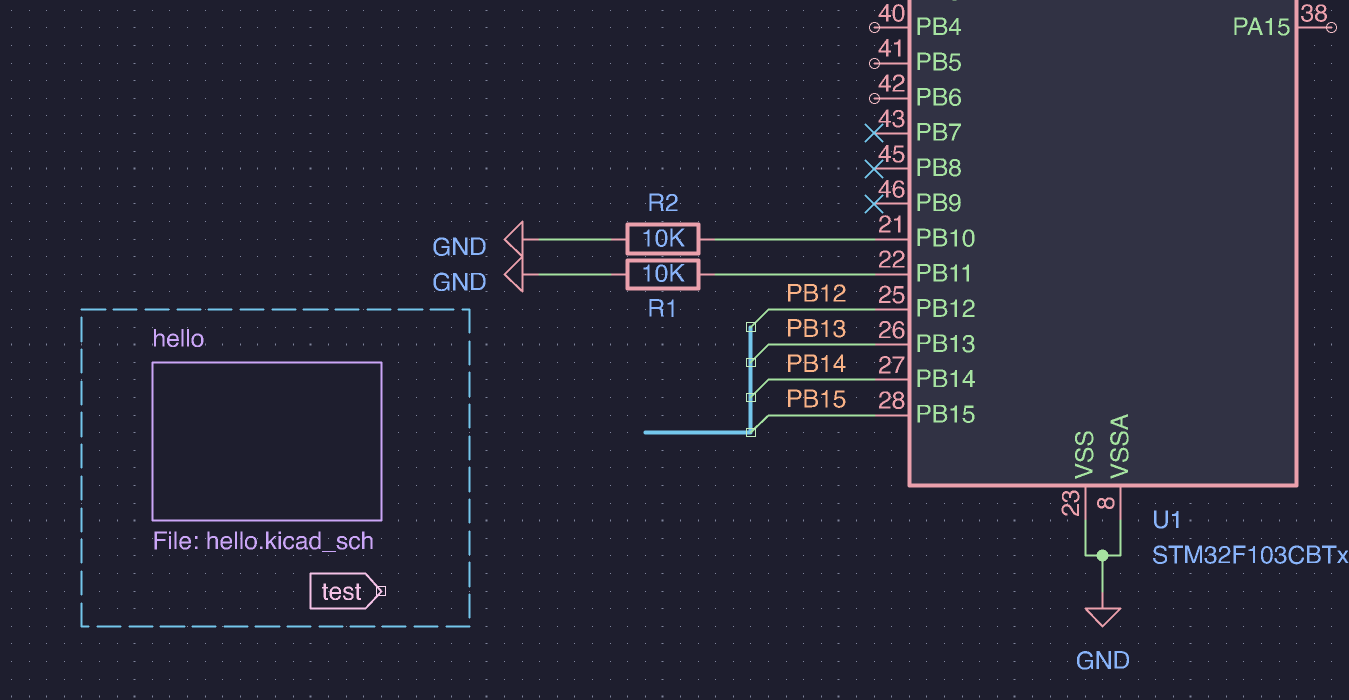 40 PB4 PA15 38
41 PB5
42 PB6
43 PB7
45 PB8
46 PB9
R2 21
GND 10K PB10
22
GND 10K PB11
R1 PB12 25 PB12
PB13 26 PB13
PB14 27 PB14
PB15 28 PB15
hello
File: hello.kicad_sch
test
VSS VSSA
23 8
U1
STM32F103CBTx
GND